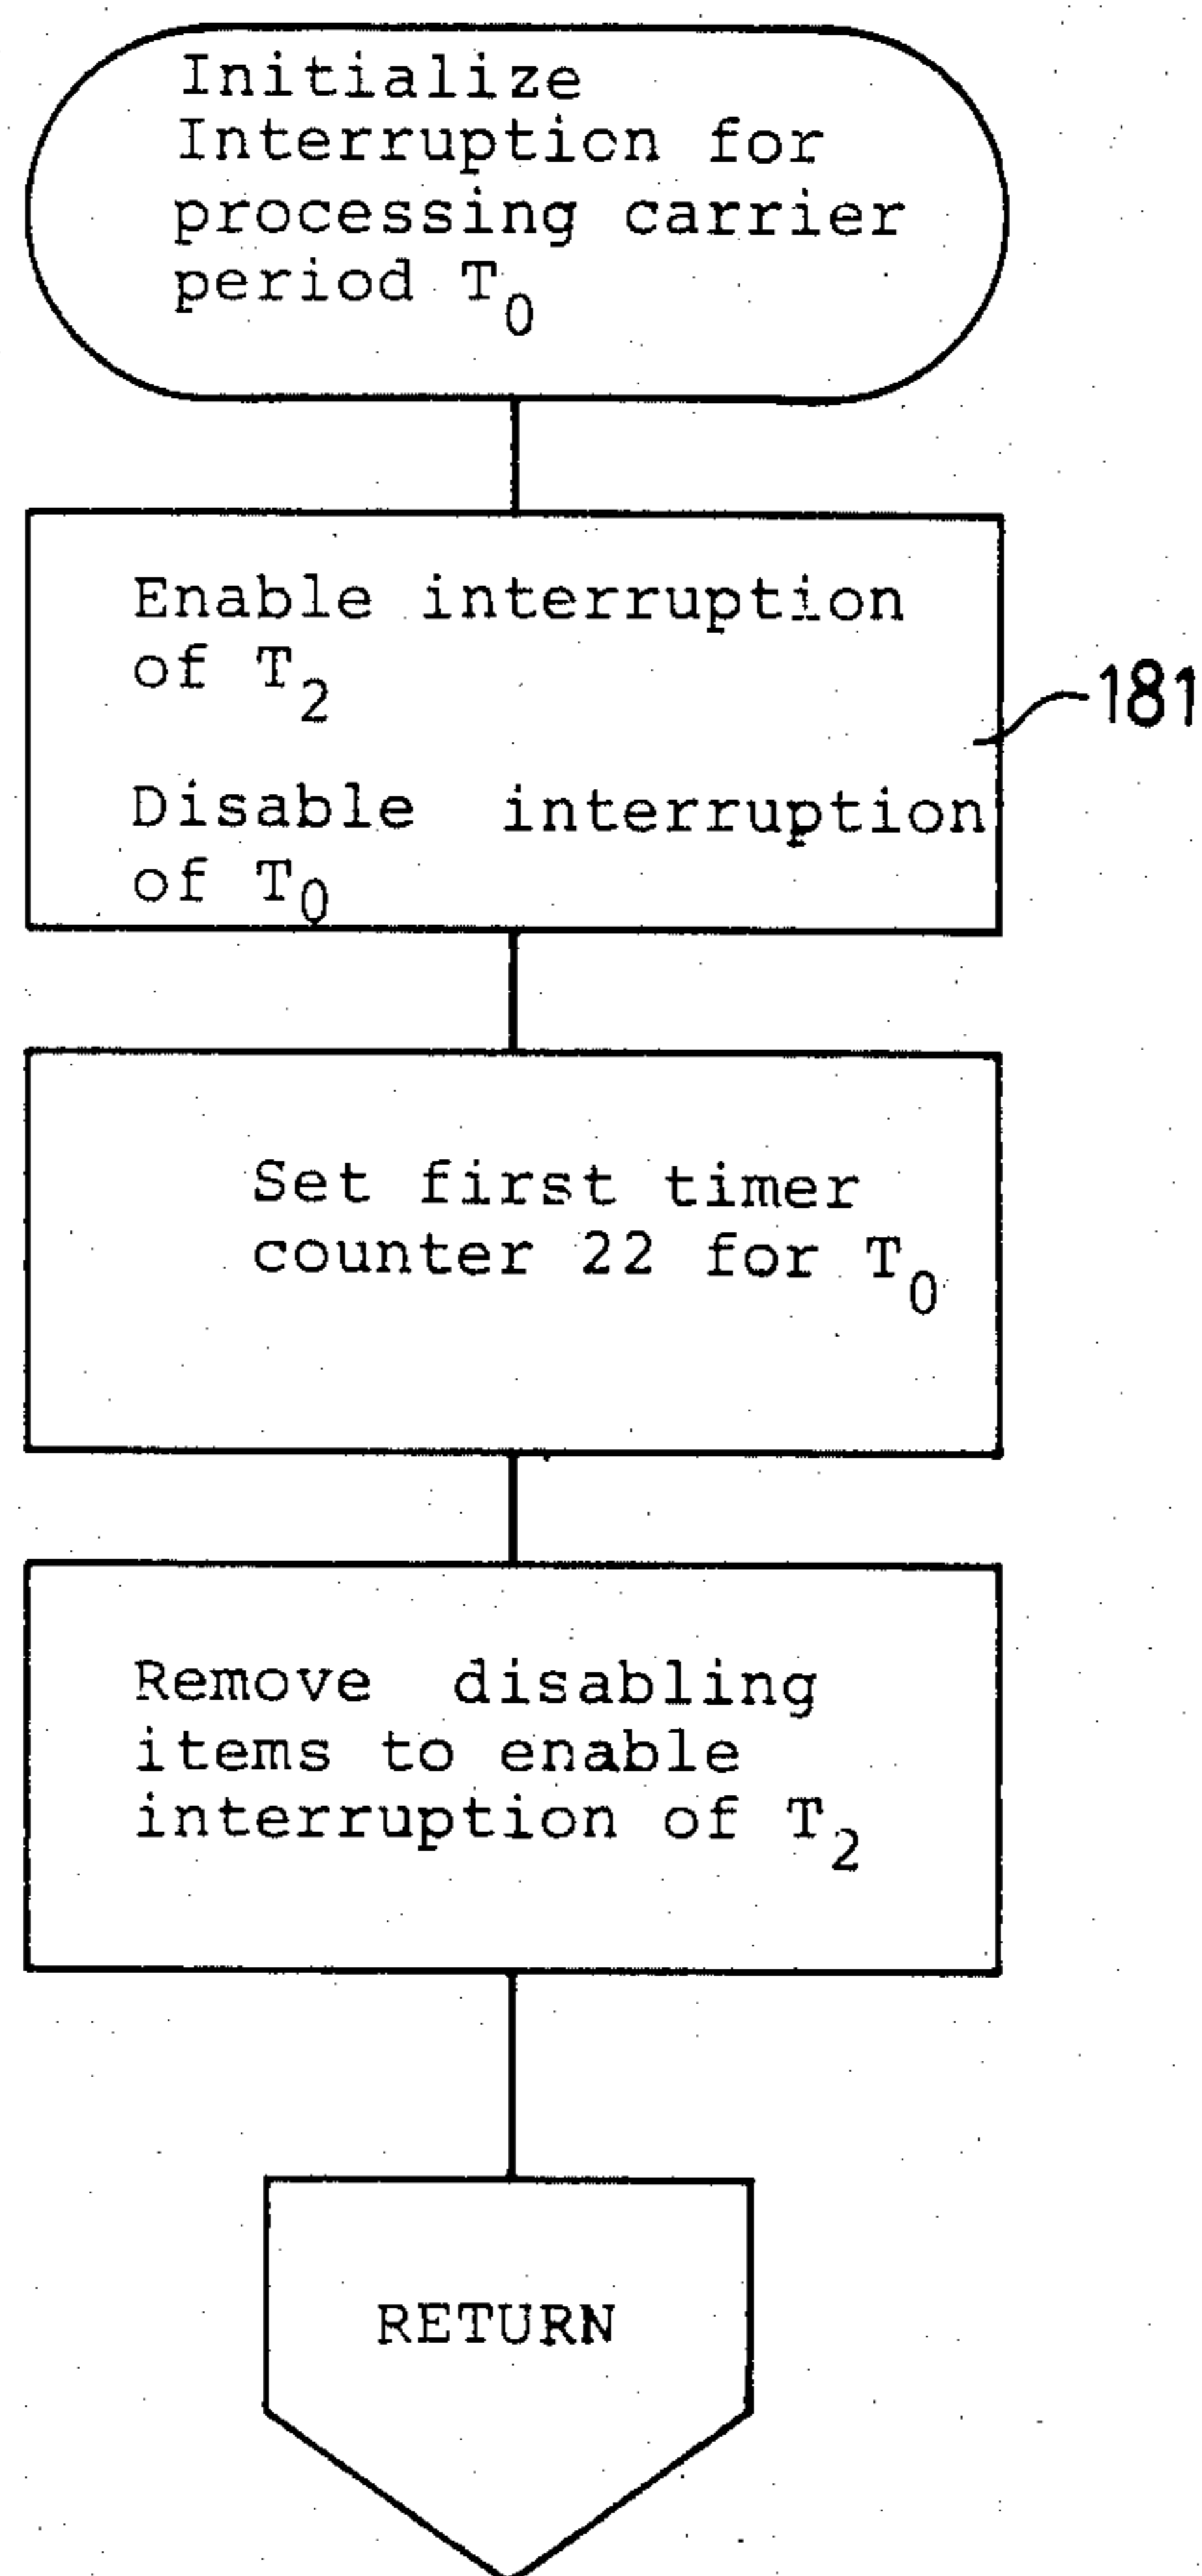 Initialize
Interruption for
processing carrier
period T₀
Enable interruption
of T₂
181
Disable interruption
of T₀
Set first timer
counter 22 for T₀
Remove disabling
items to enable
interruption of T₂
RETURN